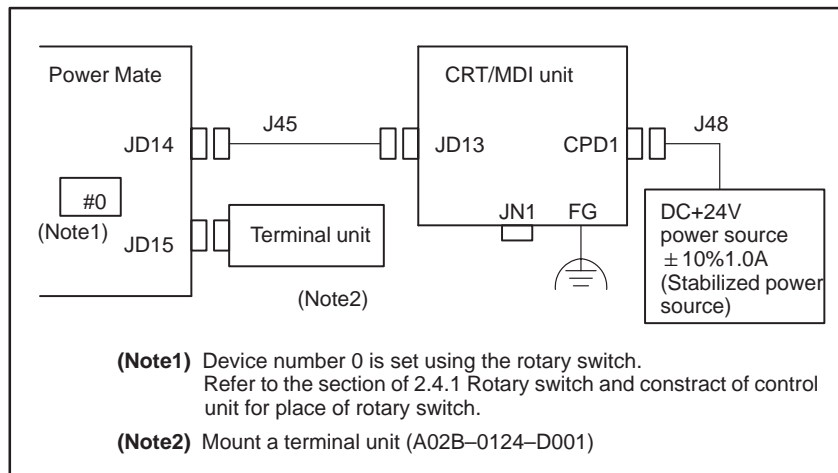 Power Mate
CRT/MDI unit
J45
J48
JD14
JD13
CPD1
#0
(Note1)
JD15
Terminal unit
(Note2)
JN1
FG
DC+24V
power source
±10%1.0A
(Stabilized power
source)
(Note1) Device number 0 is set using the rotary switch.
Refer to the section of 2.4.1 Rotary switch and constract of control
unit for place of rotary switch.
(Note2) Mount a terminal unit (A02B–0124–D001)